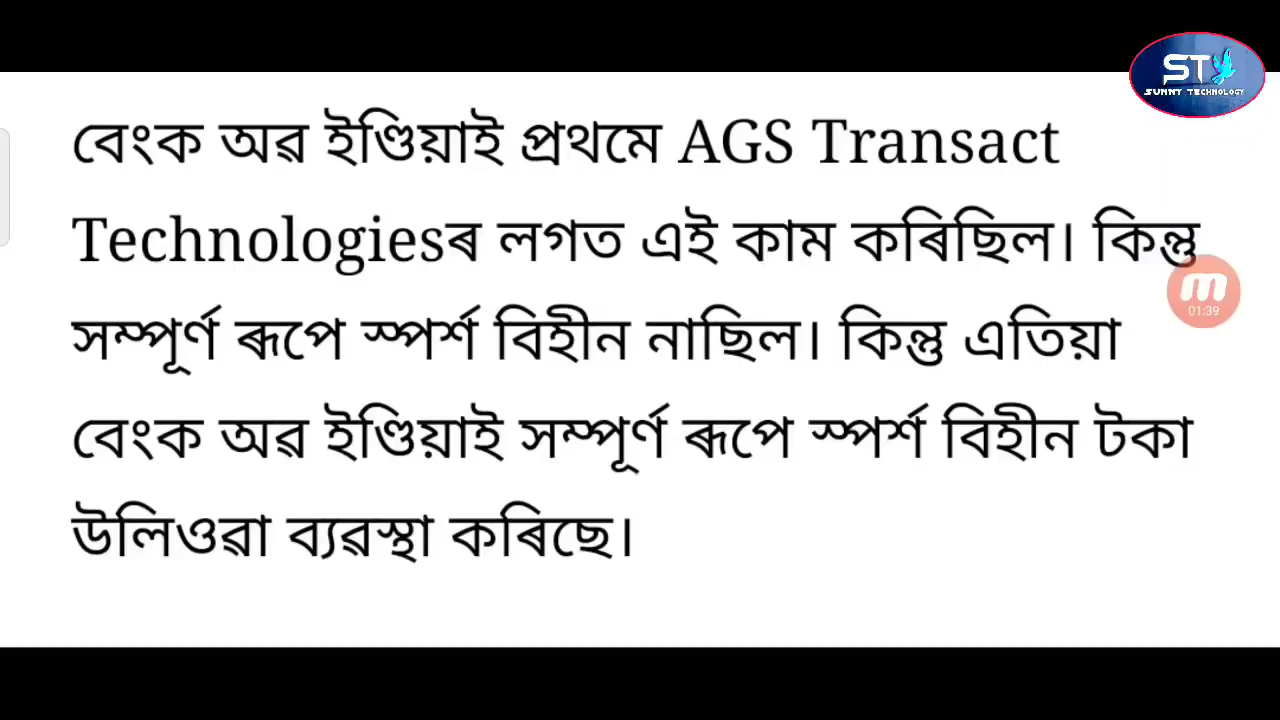 ST
SUNNY TECHNOLOGY
বেংক অৱ ইণ্ডিয়াই প্ৰথমে AGS Transact
Technologiesৰ লগত এই কাম কৰিছিল। কিন্তু
সম্পূৰ্ণ ৰূপে স্পৰ্শ বিহীন নাছিল। কিন্তু এতিয়া
বেংক অৱ ইণ্ডিয়াই সম্পূৰ্ণ ৰূপে স্পৰ্শ বিহীন টকা
উলিওৱা ব্যৱস্থা কৰিছে।
01:39